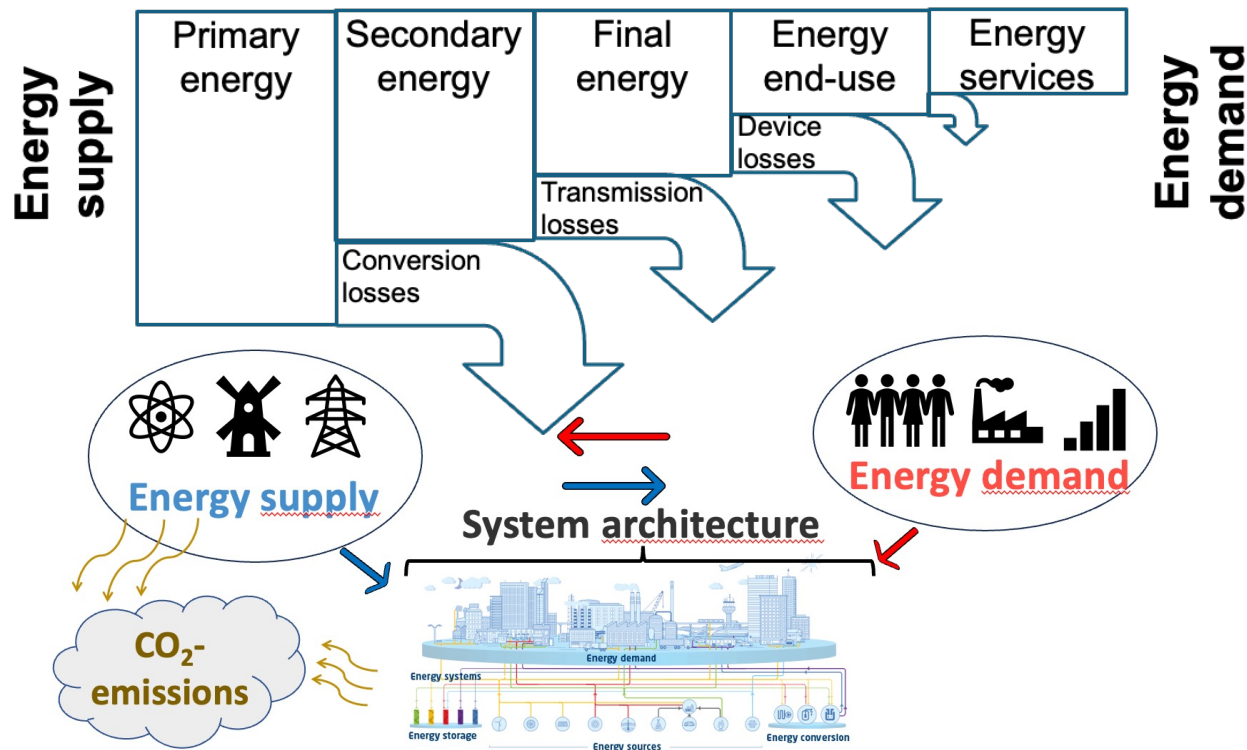 Energy
supply
Primary
energy
Secondary
energy
Final
energy
Energy
end-use
Energy
services
Energy
demand
Device
losses
Transmission
losses
Conversion
losses
Energy supply
Energy demand
System architecture
CO₂-
emissions
Energy demand
Energy systems
Energy storage
Energy sources
Energy conversion